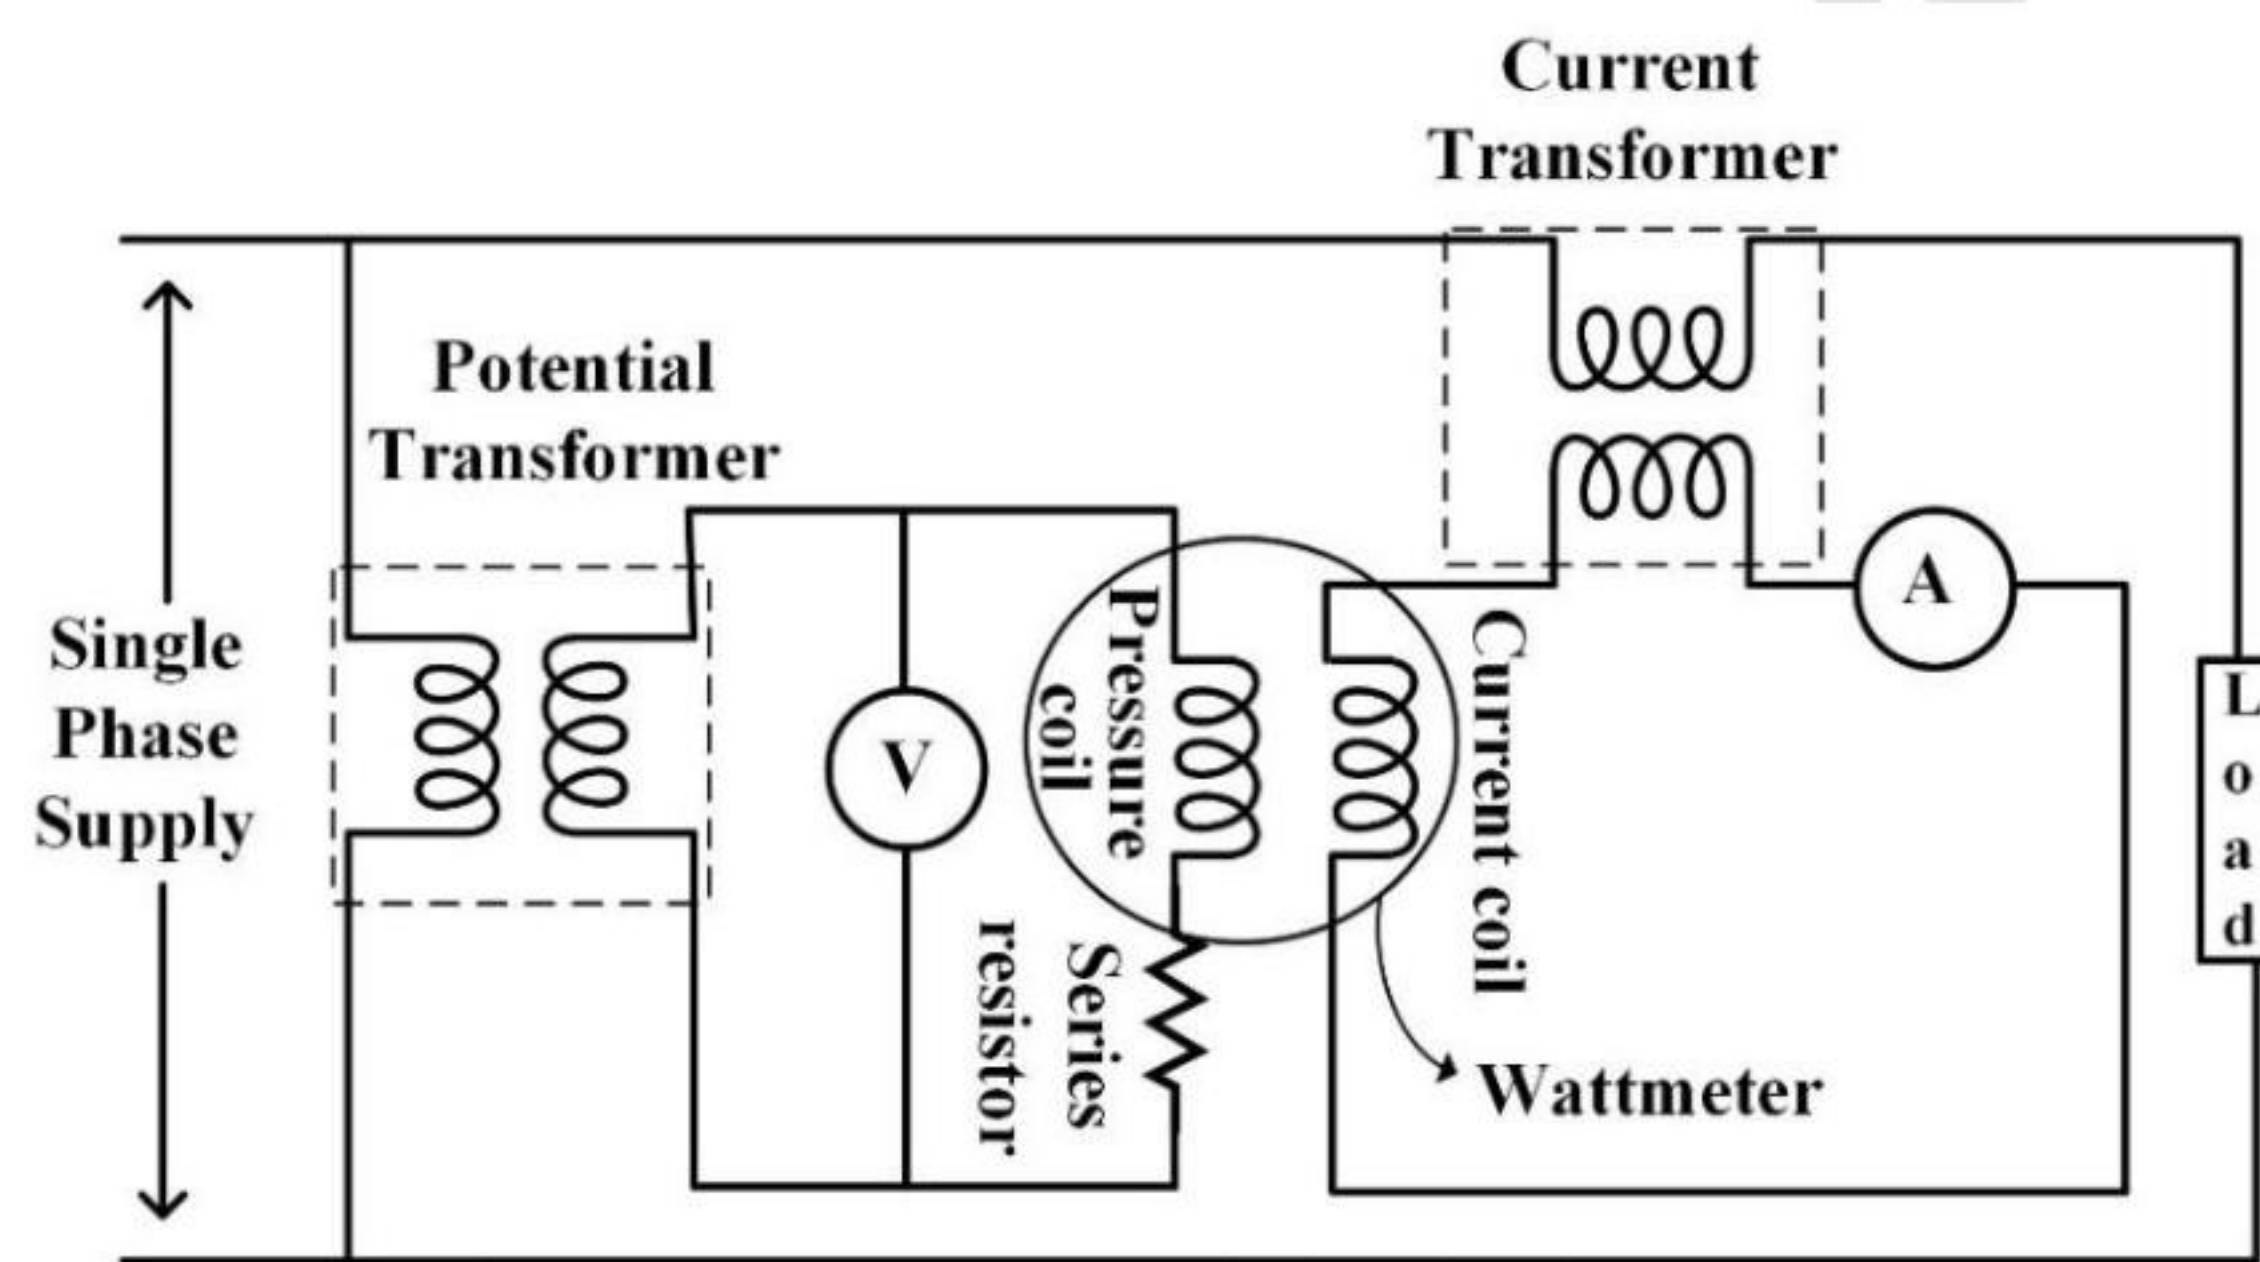 Current
Transformer
Potential
Transformer
Single
Phase
Supply
V
Pressure
coil
Series
resistor
Current coil
A
Wattmeter
L
o
a
d